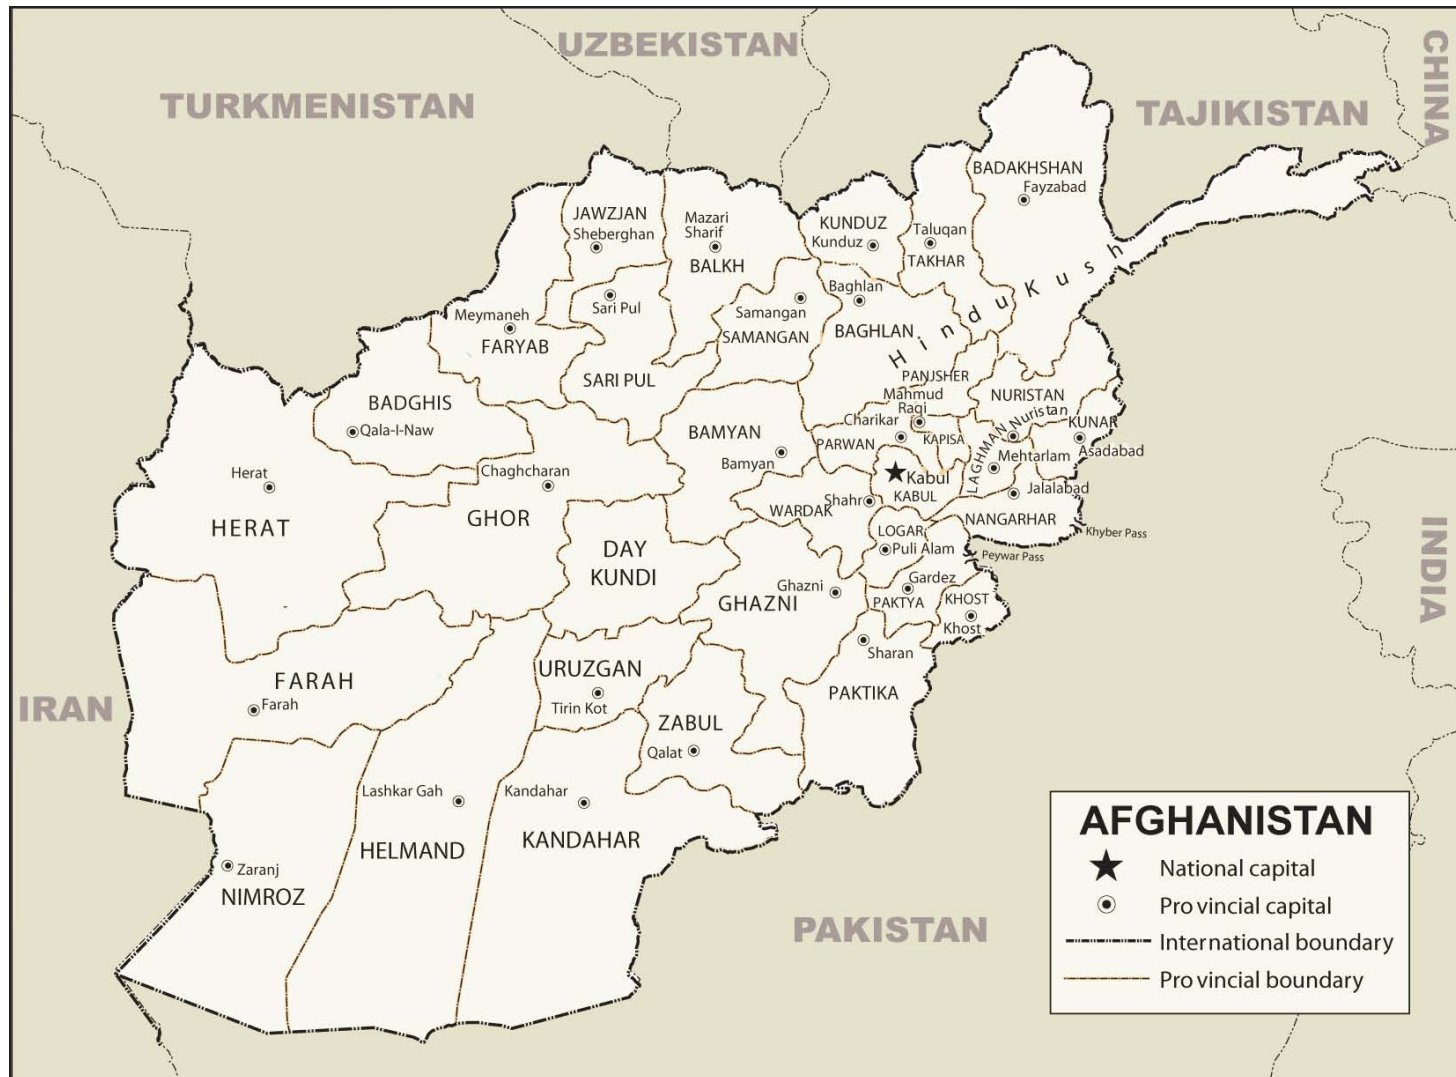 UZBEKISTAN
CHINA
TURKMENISTAN
TAJIKISTAN
BADAKHSHAN
Fayzabad
JAWZJAN
Sheberghan
Mazari
Sharif
BALKH
KUNDUZ
Kunduz
Taluqan
TAKHAR
Hindu Kush
Meymaneh
FARYAB
Sari Pul
SARI PUL
Samangan
SAMANGAN
Baghlan
BAGHLAN
PANJSHER
Mahmud
Raqi
NURISTAN
Nuristan
BADGHIS
Qala-I-Naw
BAMYAN
Bamyan
Charikar
PARWAN
KAPISA
LAGHMAN
Mehtarlam
KUNAR
Asadabad
Herat
HERAT
Chaghcharan
GHOR
Kabul
KABUL
Shahr
WARDAK
Jalalabad
NANGARHAR
Khyber Pass
LOGAR
Puli Alam
Peywar Pass
INDIA
DAY
KUNDI
Ghazni
GHAZNI
Gardez
PAKTYA
KHOST
Khost
Sharan
PAKTIKA
IRAN
FARAH
Farah
URUZGAN
Tirin Kot
ZABUL
Qalat
Lashkar Gah
HELMAND
Kandahar
KANDAHAR
Zaranj
NIMROZ
PAKISTAN
AFGHANISTAN
National capital
Provincial capital
International boundary
Provincial boundary